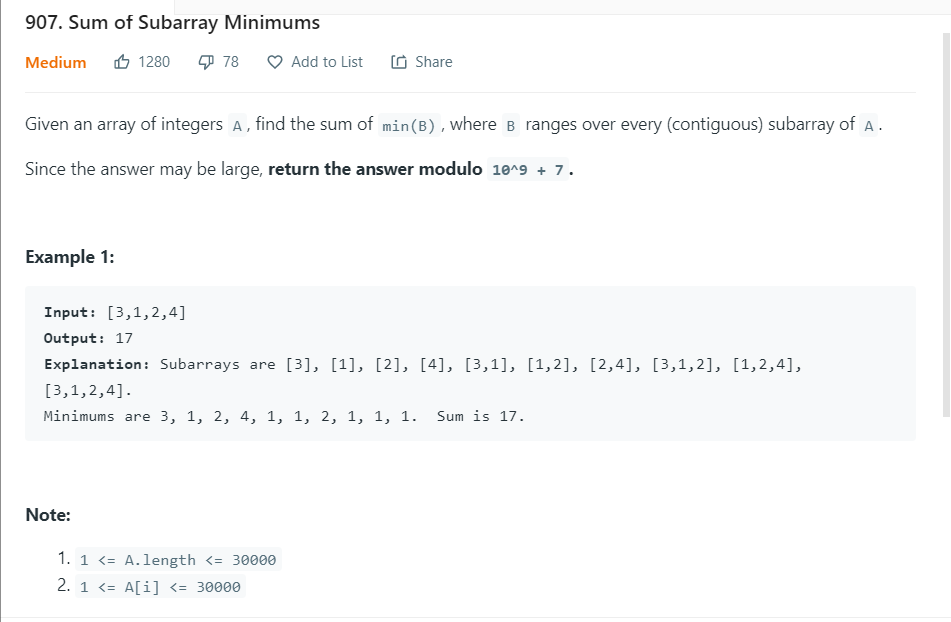 907. Sum of Subarray Minimums
Medium 1280 78 Add to List Share
Given an array of integers A, find the sum of min(B), where B ranges over every (contiguous) subarray of A.
Since the answer may be large, return the answer modulo 10^9 + 7.
Example 1:
Input: [3,1,2,4]
Output: 17
Explanation: Subarrays are [3], [1], [2], [4], [3,1], [1,2], [2,4], [3,1,2], [1,2,4],
[3,1,2,4].
Minimums are 3, 1, 2, 4, 1, 1, 2, 1, 1, 1.  Sum is 17.
Note:
1. 1 <= A.length <= 30000
2. 1 <= A[i] <= 30000